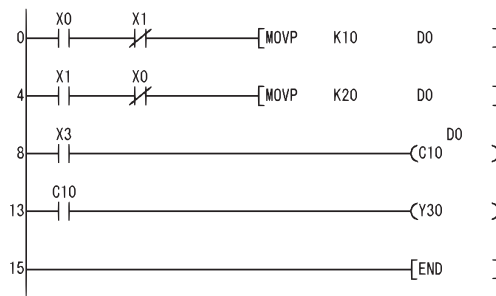 X0 X1
0 [MOVP K10 D0 ]
X1 X0
4 [MOVP K20 D0 ]
X3 D0
8 (C10 )
C10
13 (Y30 )
15 [END ]